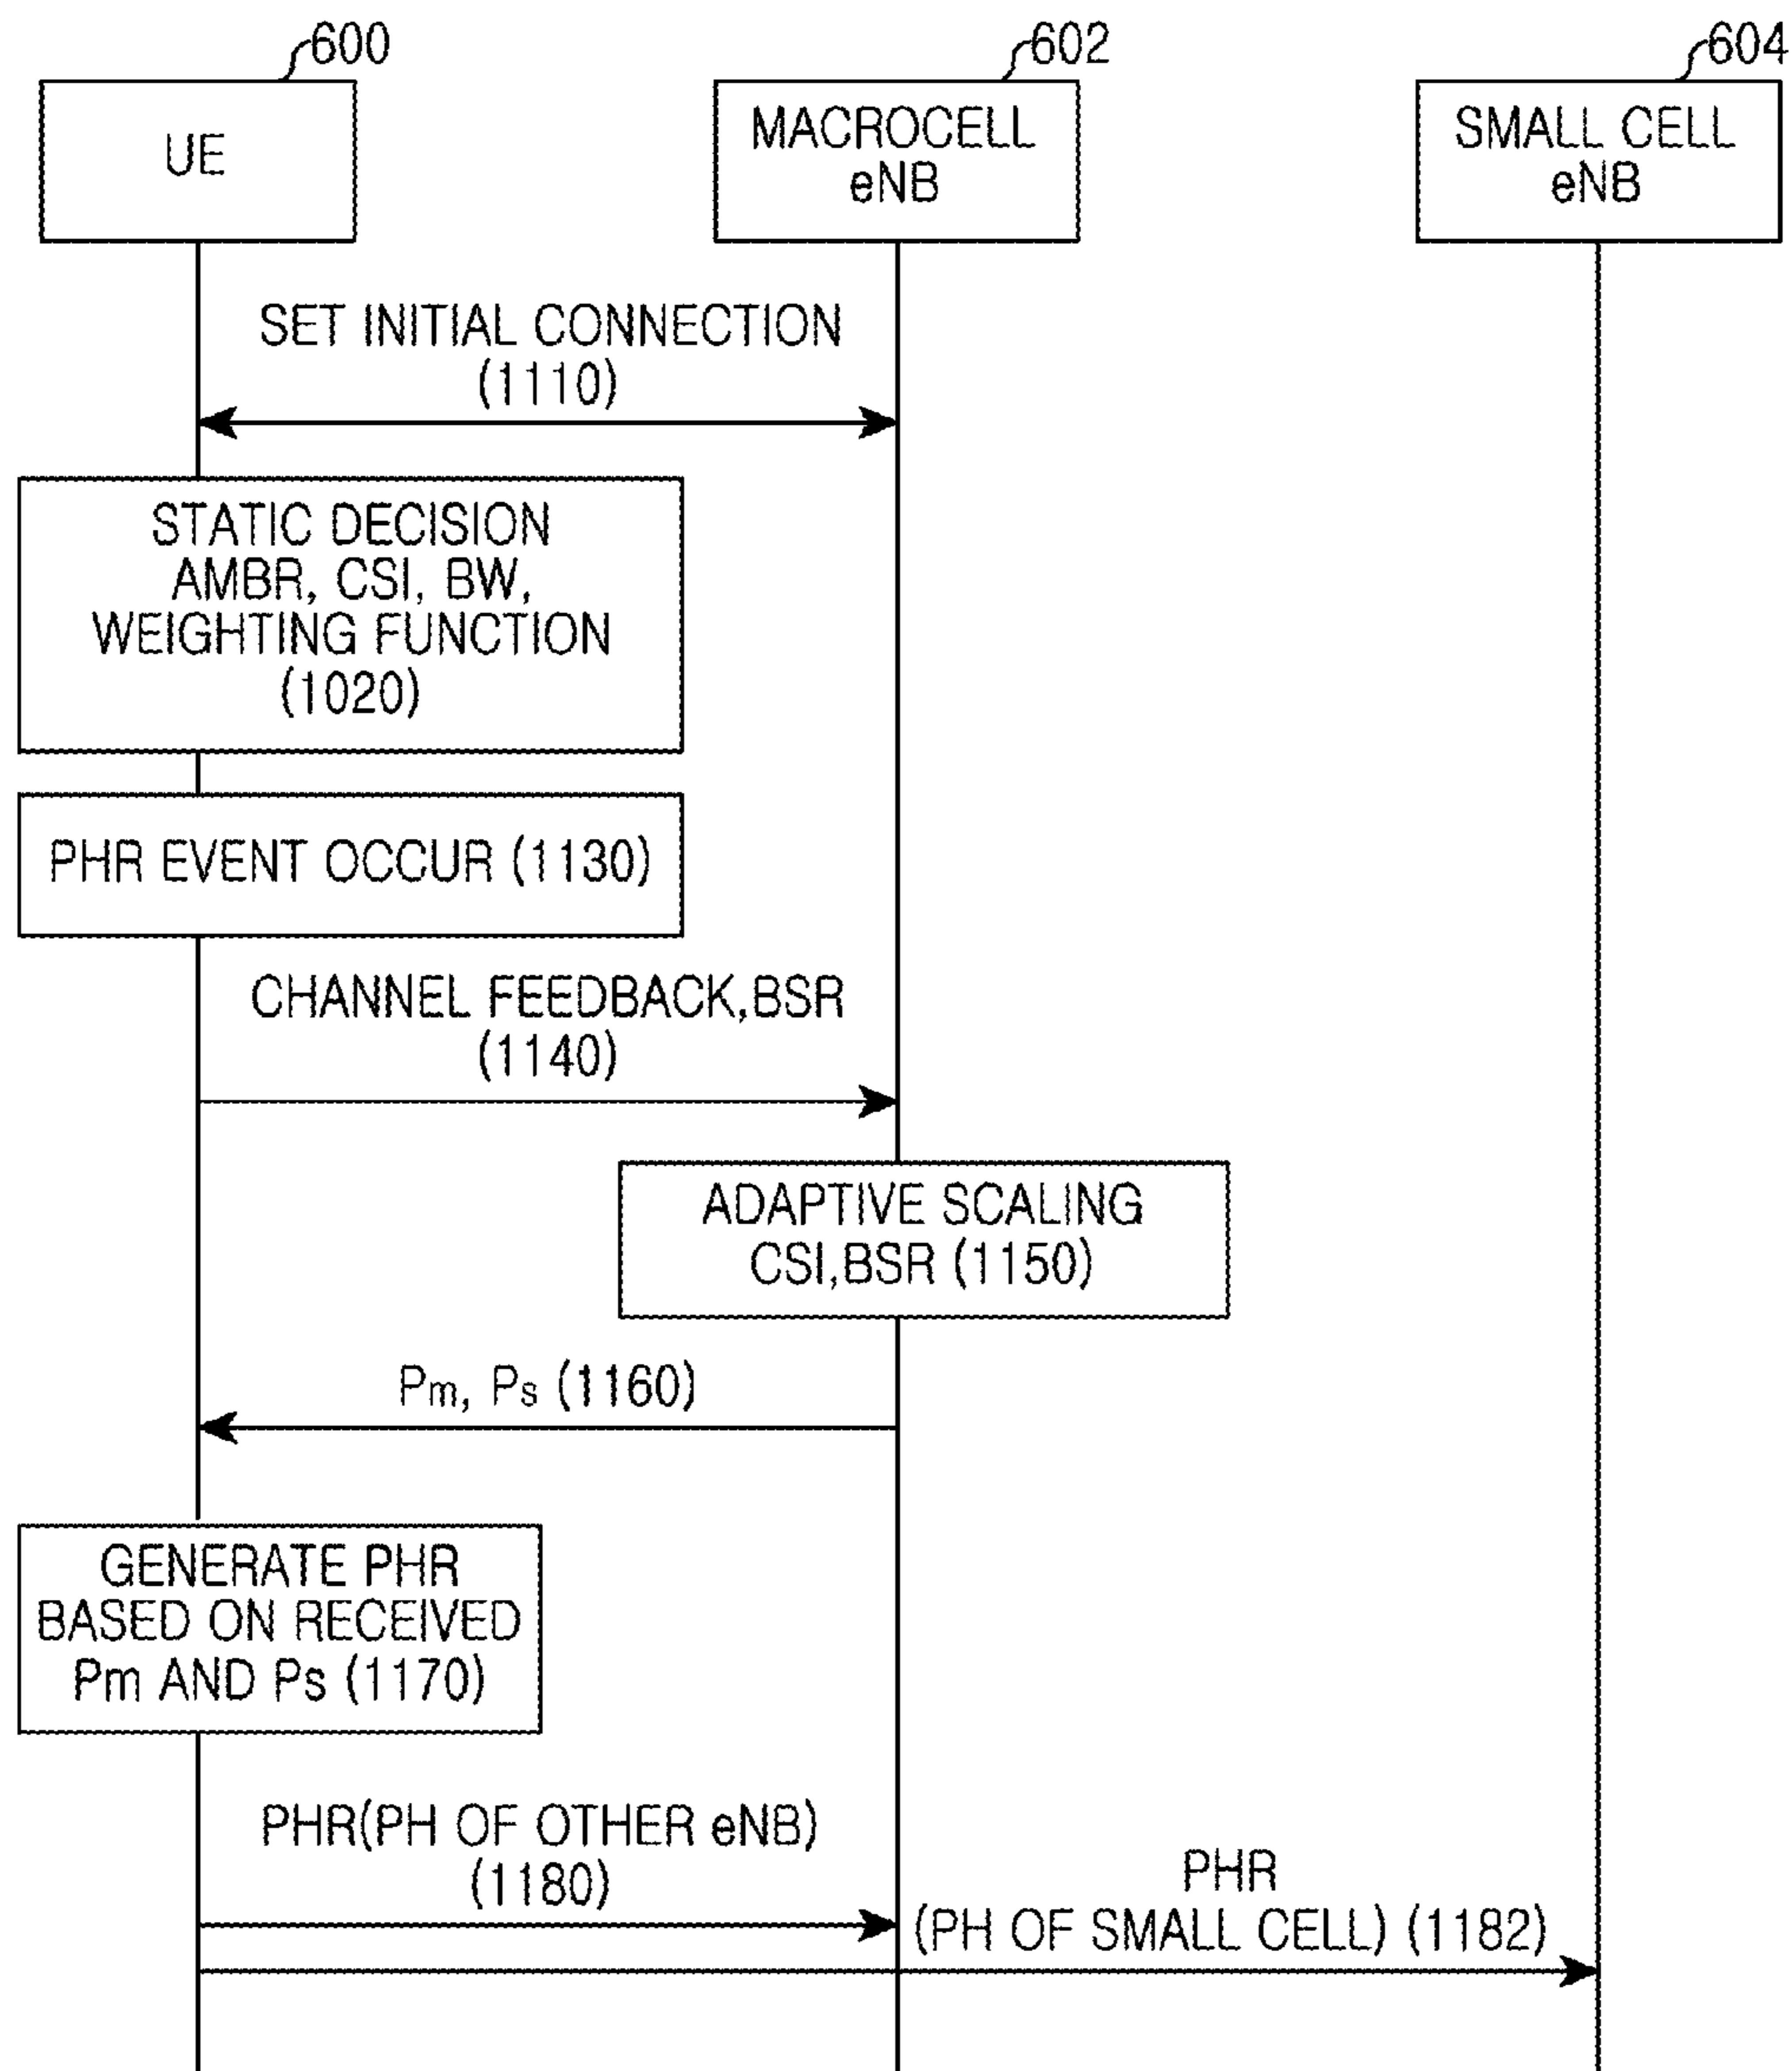 600
602
604
UE
MACROCELL
eNB
SMALL CELL
eNB
SET INITIAL CONNECTION
(1110)
STATIC DECISION
AMBR, CSI, BW,
WEIGHTING FUNCTION
(1020)
PHR EVENT OCCUR (1130)
CHANNEL FEEDBACK,BSR
(1140)
ADAPTIVE SCALING
CSI,BSR (1150)
Pm, Ps (1160)
GENERATE PHR
BASED ON RECEIVED
Pm AND Ps (1170)
PHR(PH OF OTHER eNB)
(1180)
PHR
(PH OF SMALL CELL) (1182)